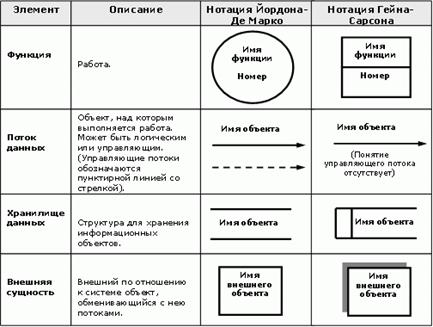 Элемент Описание Нотация Йордона-Де Марко Нотация Гейна-Сарсона
Функция
Работа.
Имя
функции
Номер
Имя
функции
Номер
Поток
данных
Объект, над которым
выполняется работа.
Может быть логическим
или управляющим.
(Управляющие потоки
обозначаются
пунктирной линией со
стрелкой).
Имя объекта
Имя объекта
(Понятие
управляющего потока
отсутствует)
Хранилище
данных
Структура для хранения
информационных
объектов.
Имя объекта
Имя объекта
Внешняя
сущность
Внешний по отношению
к системе объект,
обменивающийся с нею
потоками.
Имя
внешнего
объекта
Имя
внешнего
объекта